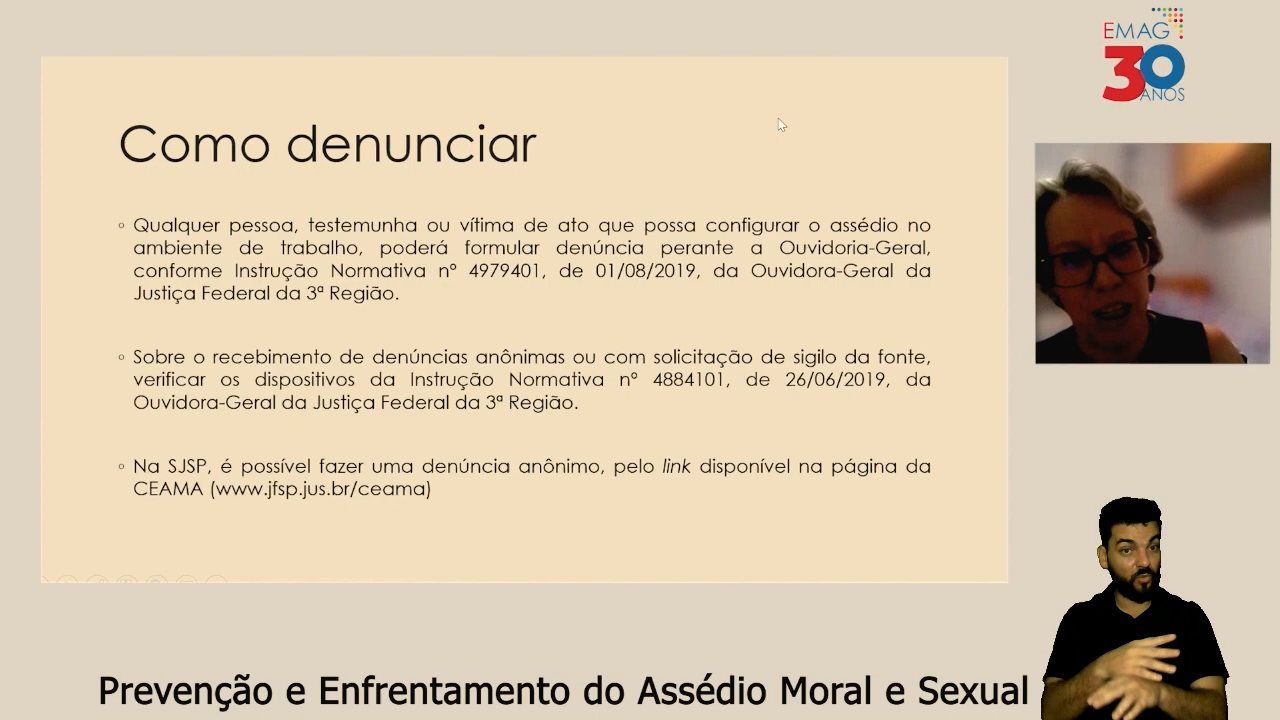 EMAG
30
ANOS
Como denunciar
◦ Qualquer pessoa, testemunha ou vítima de ato que possa configurar o assédio no
ambiente de trabalho, poderá formular denúncia perante a Ouvidoria-Geral,
conforme Instrução Normativa nº 4979401, de 01/08/2019, da Ouvidora-Geral da
Justiça Federal da 3ª Região.
◦ Sobre o recebimento de denúncias anônimas ou com solicitação de sigilo da fonte,
verificar os dispositivos da Instrução Normativa nº 4884101, de 26/06/2019, da
Ouvidora-Geral da Justiça Federal da 3ª Região.
◦ Na SJSP, é possível fazer uma denúncia anônimo, pelo link disponível na página da
CEAMA (www.jfsp.jus.br/ceama)
Prevenção e Enfrentamento do Assédio Moral e Sexual